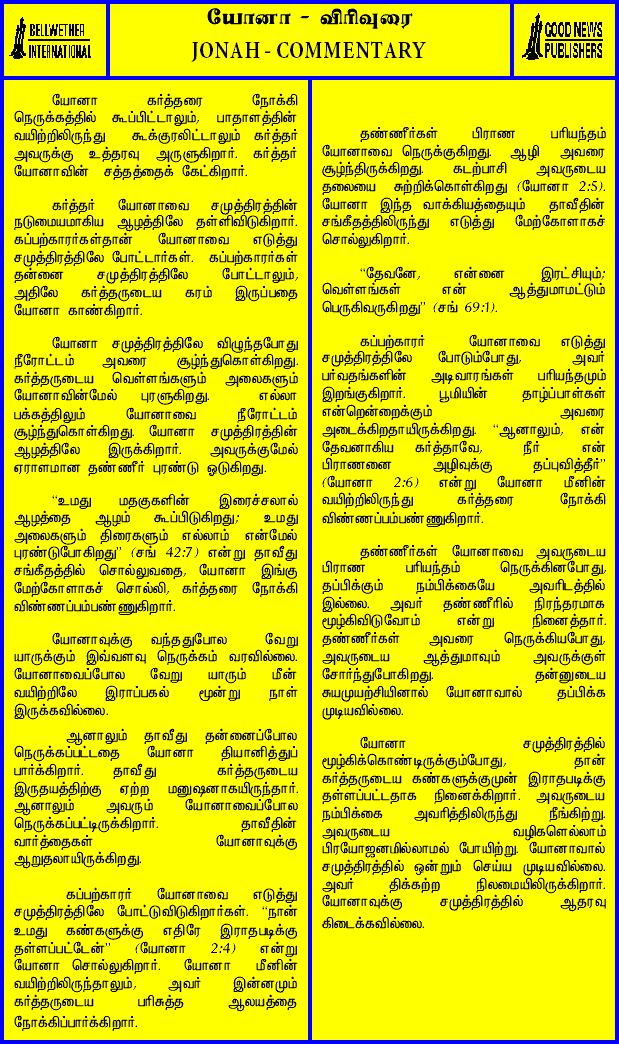 BELLWETHER
INTERNATIONAL
யோனா - விரிவுரை
JONAH - COMMENTARY
GOOD NEWS
PUBLISHERS
யோனா கர்த்தரை நோக்கி
நெருக்கத்தில் கூப்பிட்டாலும், பாதாளத்தின்
வயிற்றிலிருந்து கூக்குரலிட்டாலும் கர்த்தர்
அவருக்கு உத்தரவு அருளுகிறார். கர்த்தர்
யோனாவின் சத்தத்தைக் கேட்கிறார்.
கர்த்தர் யோனாவை சமுத்திரத்தின்
நடுமையமாகிய ஆழத்திலே தள்ளிவிடுகிறார்.
கப்பற்காரர்கள்தான் யோனாவை எடுத்து
சமுத்திரத்திலே போட்டார்கள். கப்பற்காரர்கள்
தன்னை சமுத்திரத்திலே போட்டாலும்,
அதிலே கர்த்தருடைய கரம் இருப்பதை
யோனா காண்கிறார்.
யோனா சமுத்திரத்திலே விழுந்தபோது
நீரோட்டம் அவரை சூழ்ந்துகொள்கிறது.
கர்த்தருடைய வெள்ளங்களும் அலைகளும்
யோனாவின்மேல் புரளுகிறது. எல்லா
பக்கத்திலும் யோனாவை நீரோட்டம்
சூழ்ந்துகொள்கிறது. யோனா சமுத்திரத்தின்
ஆழத்திலே இருக்கிறார். அவருக்குமேல்
ஏராளமான தண்ணீர் புரண்டு ஓடுகிறது.
“உமது மதகுகளின் இரைச்சலால்
ஆழத்தை ஆழம் கூப்பிடுகிறது; உமது
அலைகளும் திரைகளும் எல்லாம் என்மேல்
புரண்டுபோகிறது” (சங் 42:7) என்று தாவீது
சங்கீதத்தில் சொல்லுவதை, யோனா இங்கு
மேற்கோளாகச் சொல்லி, கர்த்தரை நோக்கி
விண்ணப்பம்பண்ணுகிறார்.
யோனாவுக்கு வந்ததுபோல வேறு
யாருக்கும் இவ்வளவு நெருக்கம் வரவில்லை.
யோனாவைப்போல வேறு யாரும் மீன்
வயிற்றிலே இராப்பகல் மூன்று நாள்
இருக்கவில்லை.
ஆனாலும் தாவீது தன்னைப்போல
நெருக்கப்பட்டதை யோனா தியானித்துப்
பார்க்கிறார். தாவீது கர்த்தருடைய
இருதயத்திற்கு ஏற்ற மனுஷனாகயிருந்தார்.
ஆனாலும் அவரும் யோனாவைப்போல
நெருக்கப்பட்டிருக்கிறார். தாவீதின்
வார்த்தைகள் யோனாவுக்கு
ஆறுதலாயிருக்கிறது.
கப்பற்காரர் யோனாவை எடுத்து
சமுத்திரத்திலே போட்டுவிடுகிறார்கள். “நான்
உமது கண்களுக்கு எதிரே இராதபடிக்கு
தள்ளப்பட்டேன்” (யோனா 2:4) என்று
யோனா சொல்லுகிறார். யோனா மீனின்
வயிற்றிலிருந்தாலும், அவர் இன்னமும்
கர்த்தருடைய பரிசுத்த ஆலயத்தை
நோக்கிப்பார்க்கிறார்.
தண்ணீர்கள் பிராண பரியந்தம்
யோனாவை நெருக்குகிறது. ஆழி அவரை
சூழ்ந்திருக்கிறது. கடற்பாசி அவருடைய
தலையை சுற்றிக்கொள்கிறது (யோனா 2:5).
யோனா இந்த வாக்கியத்தையும் தாவீதின்
சங்கீதத்திலிருந்து எடுத்து மேற்கோளாகச்
சொல்லுகிறார்.
“தேவனே, என்னை இரட்சியும்;
வெள்ளங்கள் என் ஆத்துமாமட்டும்
பெருகிவருகிறது” (சங் 69:1).
கப்பற்காரர் யோனாவை எடுத்து
சமுத்திரத்திலே போடும்போது, அவர்
பர்வதங்களின் அடிவாரங்கள் பரியந்தமும்
இறங்குகிறார். பூமியின் தாழ்ப்பாள்கள்
என்றென்றைக்கும் அவரை
அடைக்கிறதாயிருக்கிறது. “ஆனாலும், என்
தேவனாகிய கர்த்தாவே, நீர் என்
பிராணனை அழிவுக்கு தப்புவித்தீர்”
(யோனா 2:6) என்று யோனா மீனின்
வயிற்றிலிருந்து கர்த்தரை நோக்கி
விண்ணப்பம்பண்ணுகிறார்.
தண்ணீர்கள் யோனாவை அவருடைய
பிராண பரியந்தம் நெருக்கினபோது,
தப்பிக்கும் நம்பிக்கையே அவரிடத்தில்
இல்லை. அவர் தண்ணீரில் நிரந்தரமாக
மூழ்கிவிடுவோம் என்று நினைத்தார்.
தண்ணீர்கள் அவரை நெருக்கியபோது,
அவருடைய ஆத்துமாவும் அவருக்குள்
சோர்ந்துபோகிறது. தன்னுடைய
சுயமுயற்சியினால் யோனாவால் தப்பிக்க
முடியவில்லை.
யோனா சமுத்திரத்தில்
மூழ்கிக்கொண்டிருக்கும்போது, தான்
கர்த்தருடைய கண்களுக்குமுன் இராதபடிக்கு
தள்ளப்பட்டதாக நினைக்கிறார். அவருடைய
நம்பிக்கை அவரித்திலிருந்து நீங்கிற்று.
அவருடைய வழிகளெல்லாம்
பிரயோஜனமில்லாமல் போயிற்று. யோனாவால்
சமுத்திரத்தில் ஒன்றும் செய்ய முடியவில்லை.
அவர் திக்கற்ற நிலமையிலிருக்கிறார்.
யோனாவுக்கு சமுத்திரத்தில் ஆதரவு
கிடைக்கவில்லை.